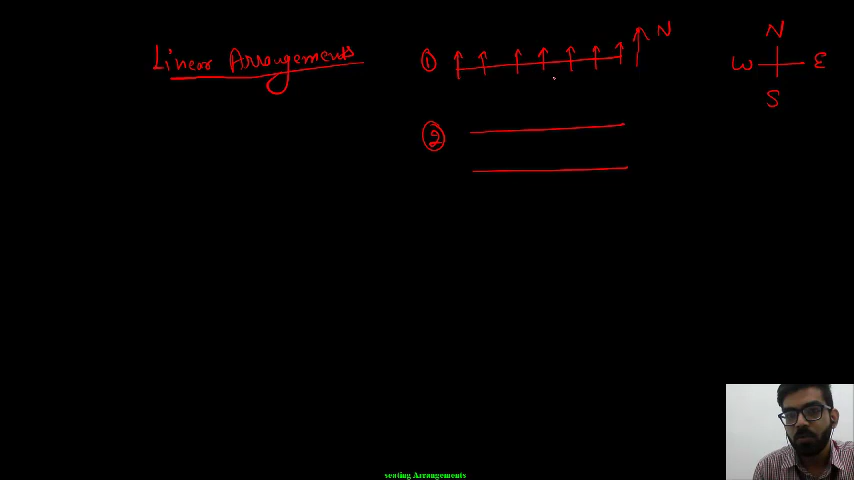 Linear Arrangements
① N
N
W E
S
②
seating Arrangements